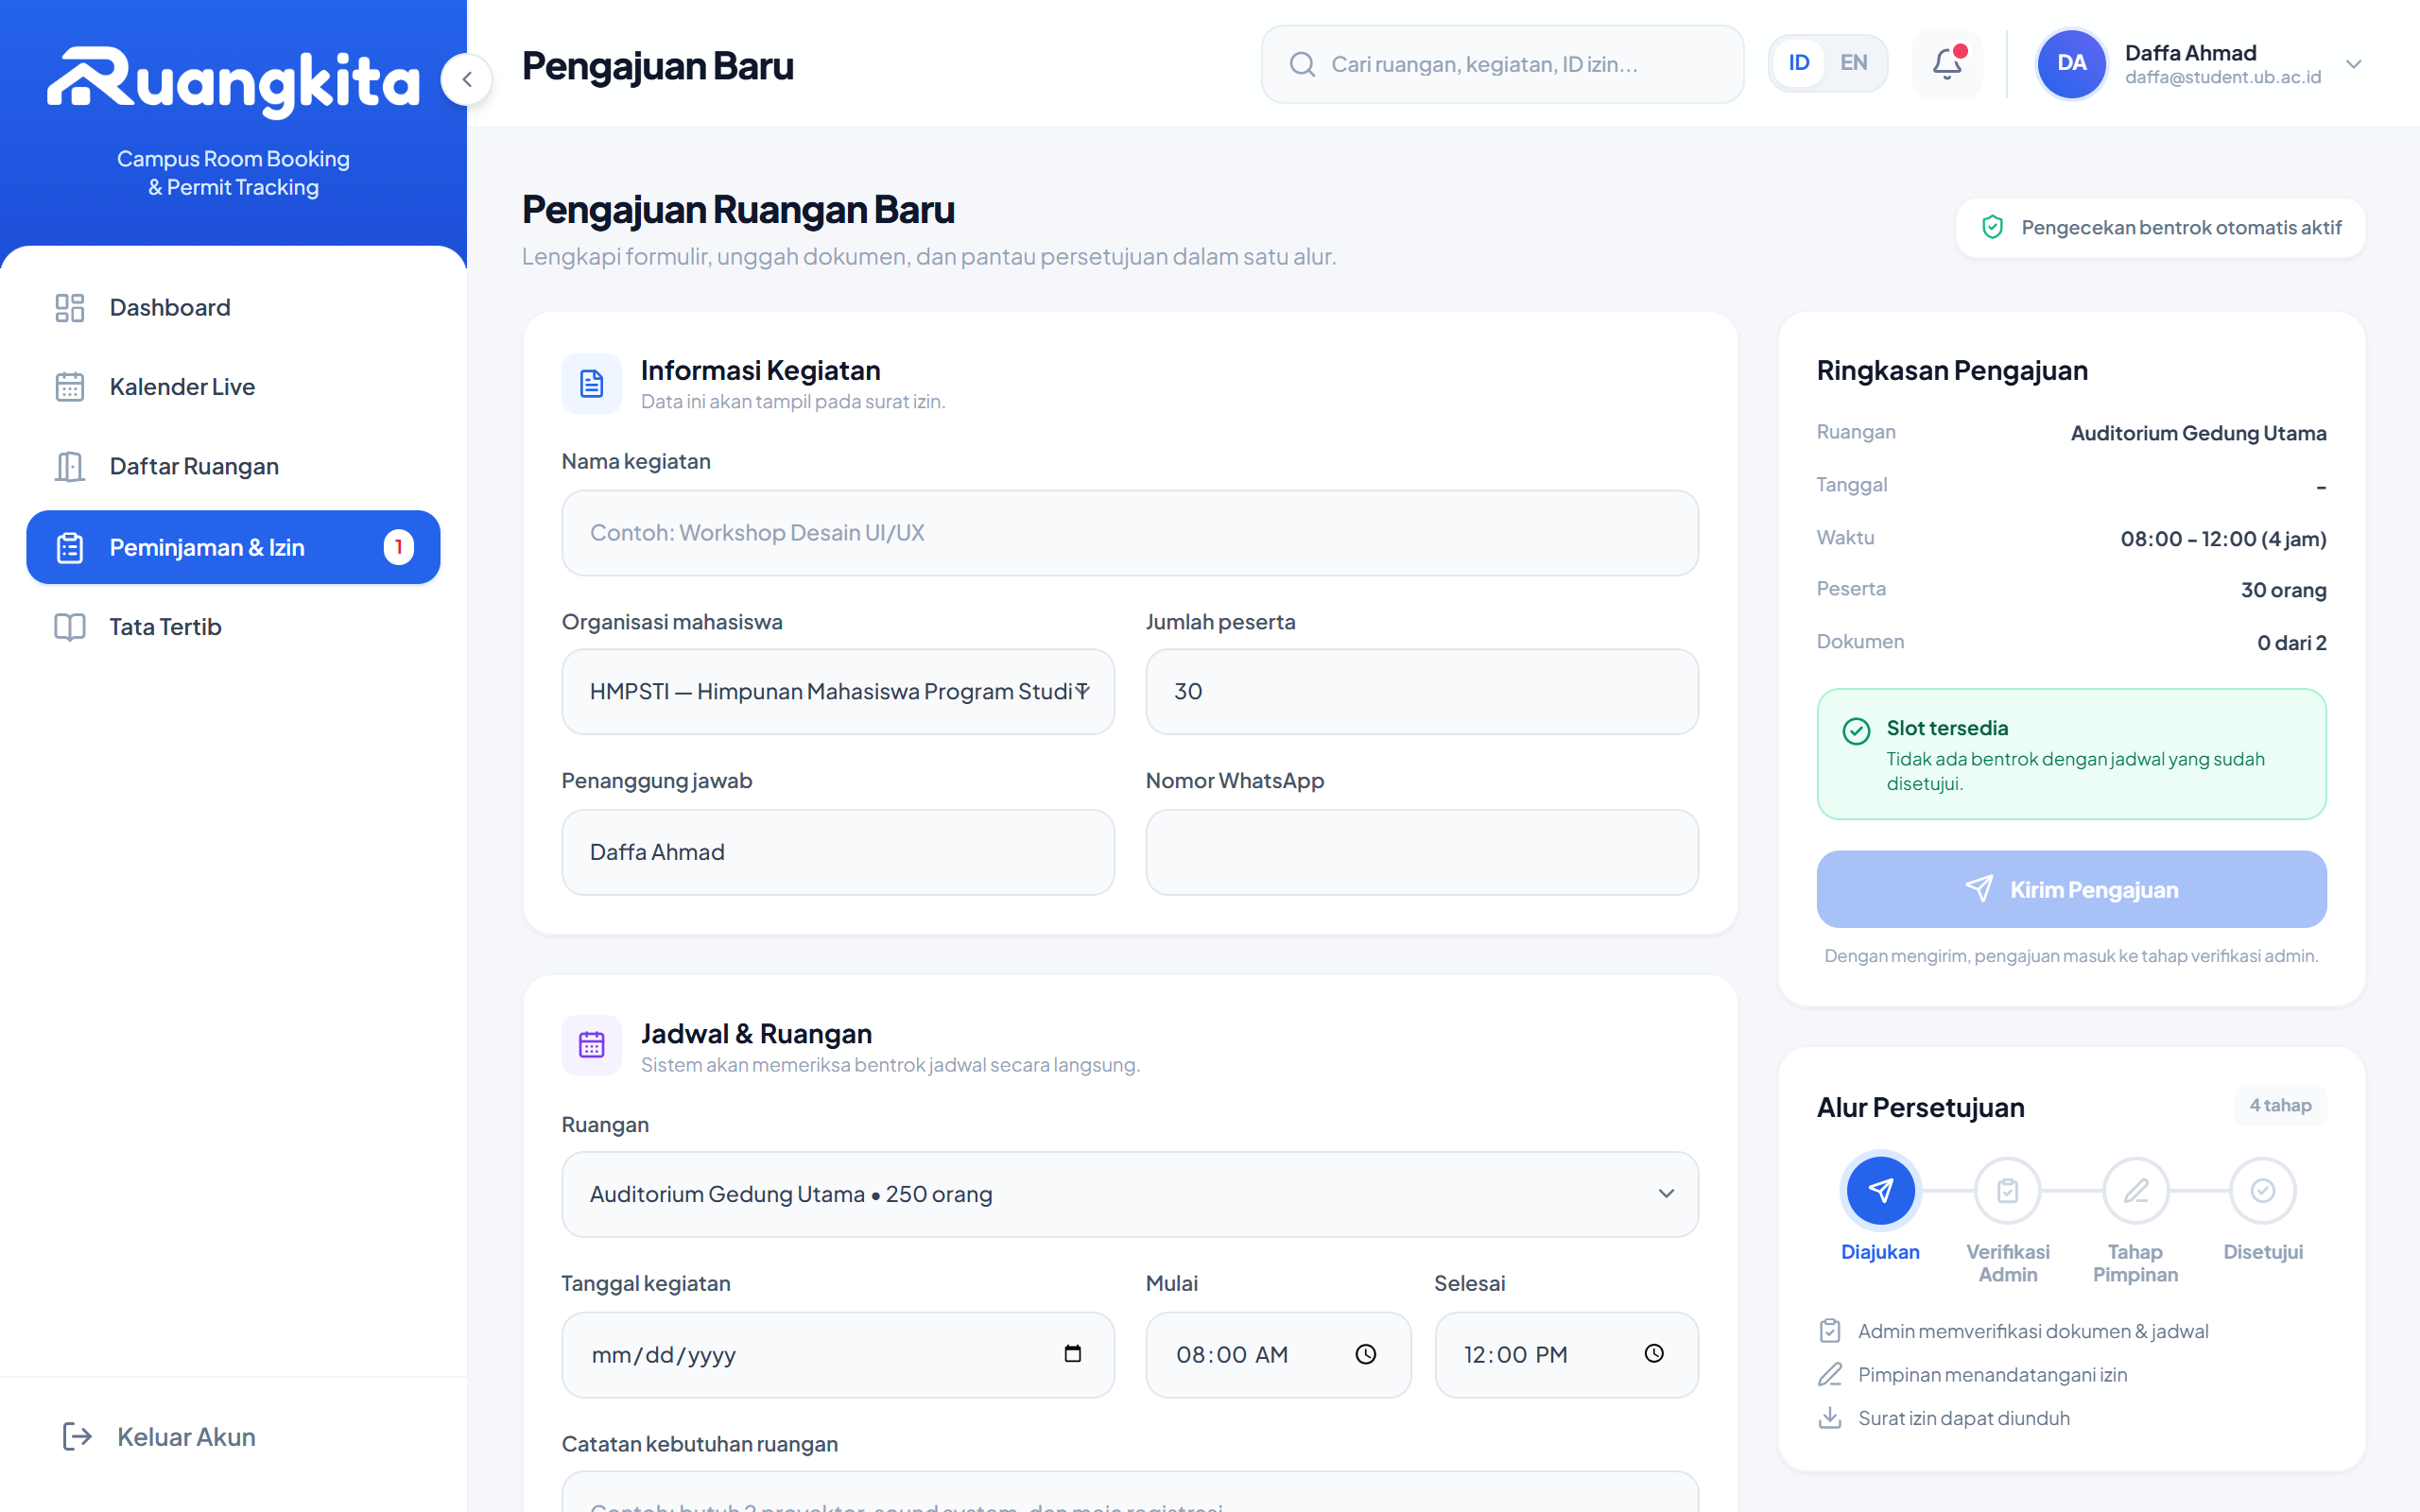 Ruangkita
Campus Room Booking
& Permit Tracking
Dashboard
Kalender Live
Daftar Ruangan
Peminjaman & Izin
1
Tata Tertib
Keluar Akun
Pengajuan Baru
Cari ruangan, kegiatan, ID izin...
ID
EN
DA
Daffa Ahmad
daffa@student.ub.ac.id
Pengajuan Ruangan Baru
Lengkapi formulir, unggah dokumen, dan pantau persetujuan dalam satu alur.
Pengecekan bentrok otomatis aktif
Informasi Kegiatan
Data ini akan tampil pada surat izin.
Nama kegiatan
Contoh: Workshop Desain UI/UX
Organisasi mahasiswa
HMPSTI — Himpunan Mahasiswa Program Studi T
Jumlah peserta
30
Penanggung jawab
Daffa Ahmad
Nomor WhatsApp
Jadwal & Ruangan
Sistem akan memeriksa bentrok jadwal secara langsung.
Ruangan
Auditorium Gedung Utama • 250 orang
Tanggal kegiatan
mm/dd/yyyy
Mulai
08:00 AM
Selesai
12:00 PM
Catatan kebutuhan ruangan
Contoh: butuh 2 proyektor, sound system, dan meja registrasi
Ringkasan Pengajuan
Ruangan
Auditorium Gedung Utama
Tanggal
-
Waktu
08:00 - 12:00 (4 jam)
Peserta
30 orang
Dokumen
0 dari 2
Slot tersedia
Tidak ada bentrok dengan jadwal yang sudah
disetujui.
Kirim Pengajuan
Dengan mengirim, pengajuan masuk ke tahap verifikasi admin.
Alur Persetujuan
4 tahap
Diajukan
Verifikasi
Admin
Tahap
Pimpinan
Disetujui
Admin memverifikasi dokumen & jadwal
Pimpinan menandatangani izin
Surat izin dapat diunduh